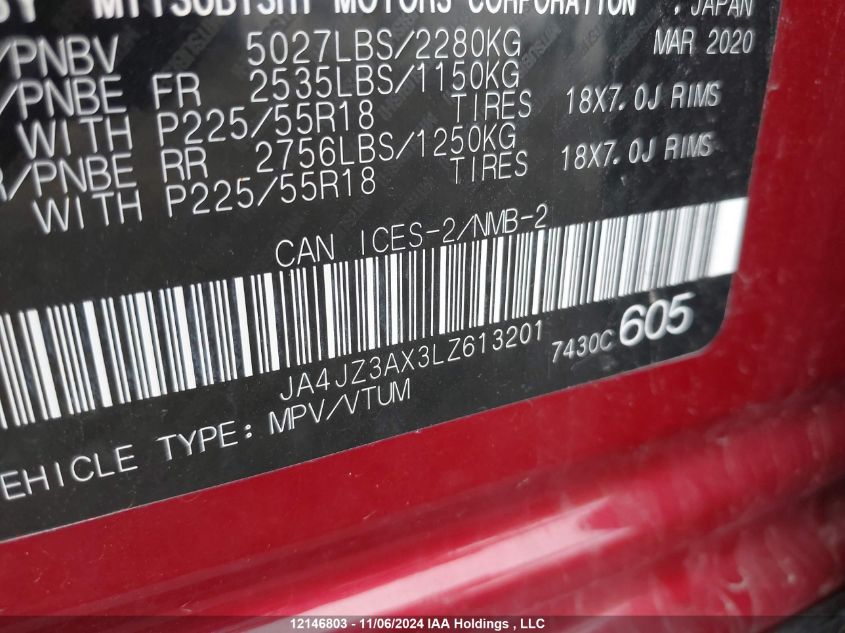 BY MITSUBISHI MOTORS CORPORATION , JAPAN
/PNBV 5027LBS/2280KG MAR 2020
/PNBE FR 2535LBS/1150KG
WITH P225/55R18 TIRES 18X7.0J RIMS
R/PNBE RR 2756LBS/1250KG
WITH P225/55R18 TIRES 18X7.0J RIMS
CAN ICES-2/NMB-2
JA4JZ3AX3LZ613201 7430C 605
EHICLE TYPE: MPV/VTUM
12146803 - 11/06/2024 IAA Holdings , LLC